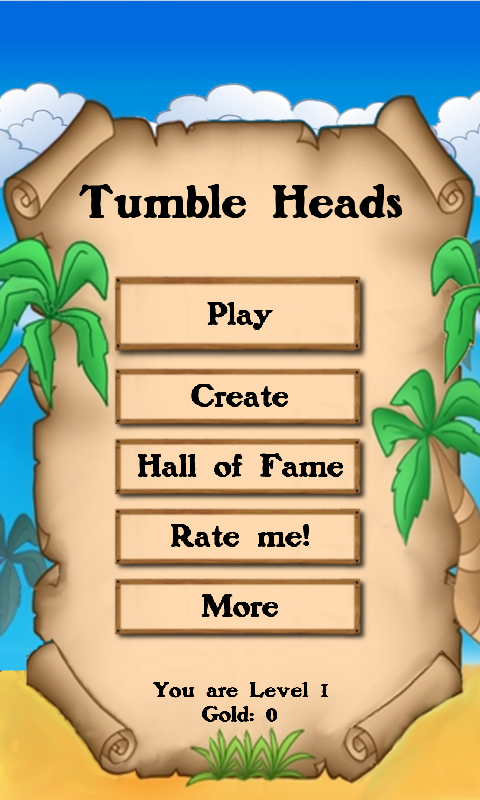 Tumble Heads
Play
Create
Hall of Fame
Rate me!
More
You are Level 1
Gold: 0